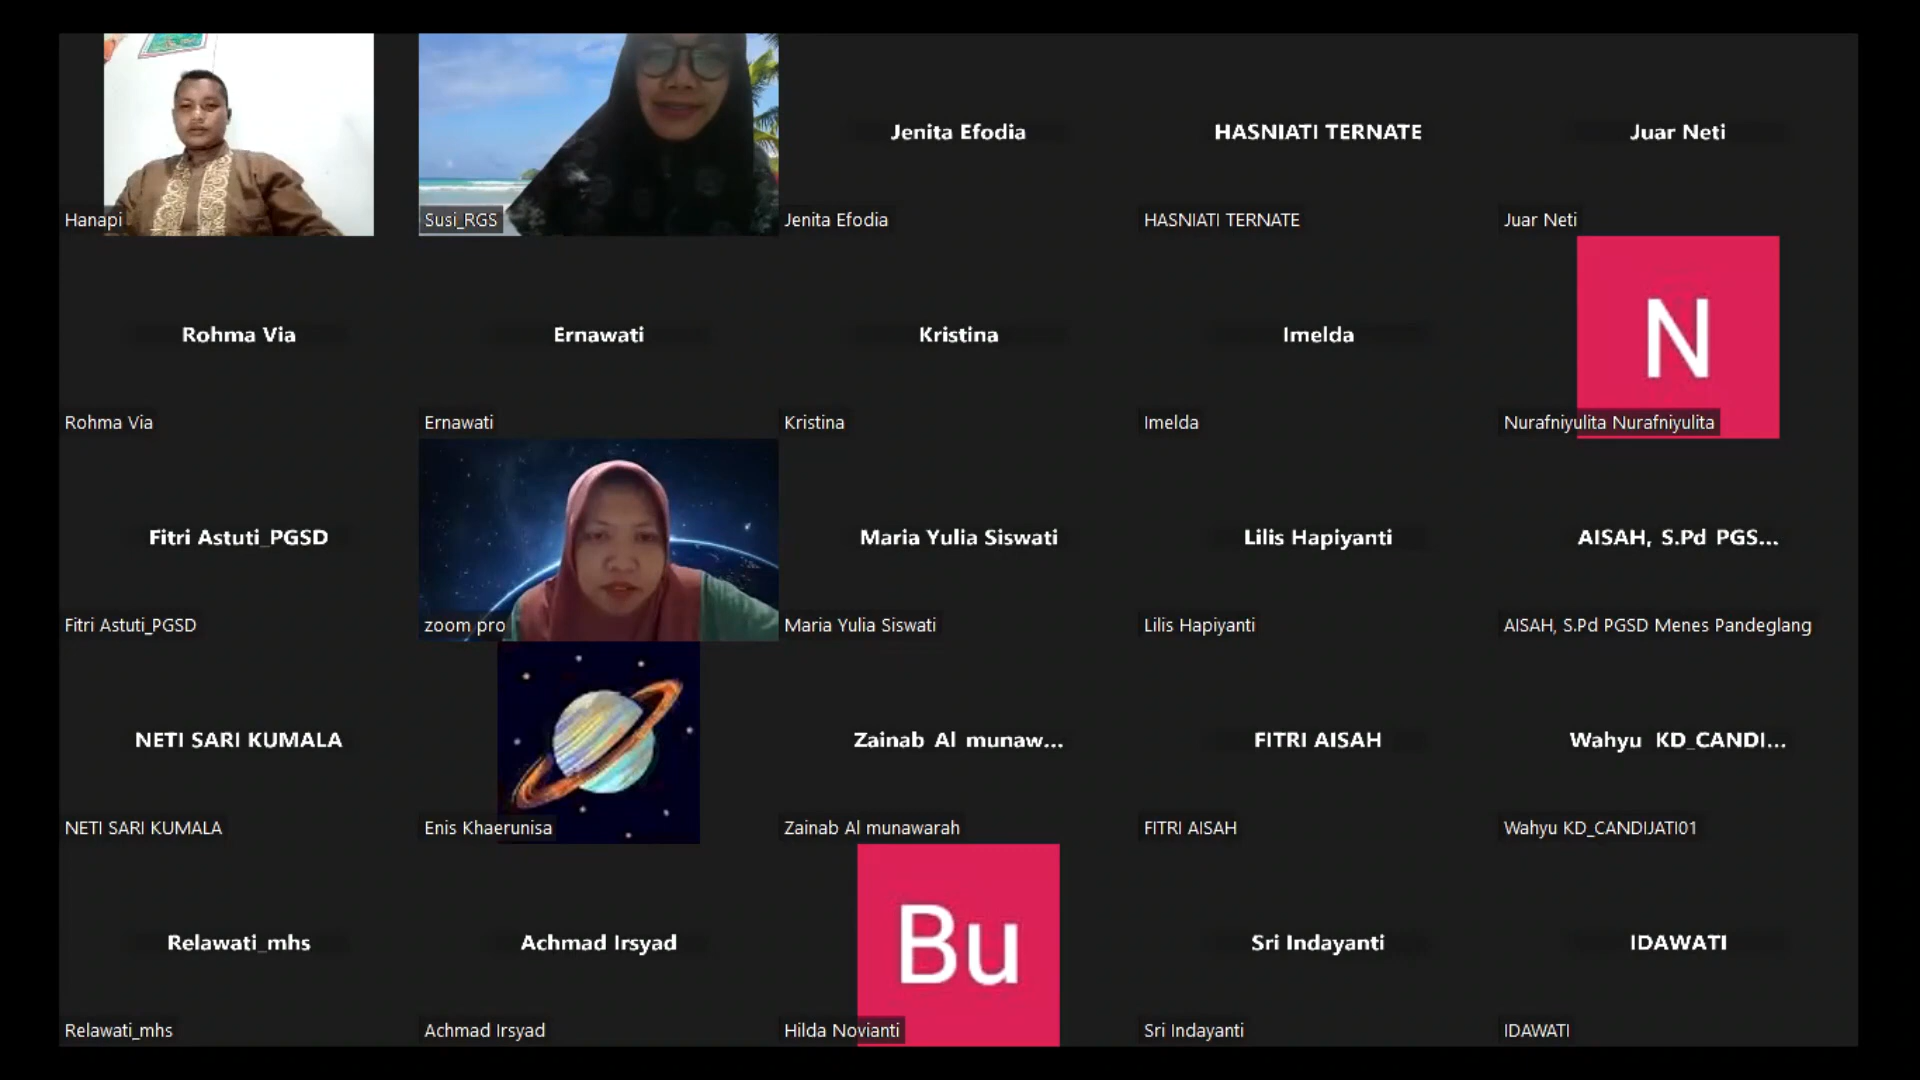 Hanapi
Susi_RGS
Jenita Efodia
Jenita Efodia
HASNIATI TERNATE
HASNIATI TERNATE
Juar Neti
Juar Neti
Rohma Via
Rohma Via
Ernawati
Ernawati
Kristina
Kristina
Imelda
Imelda
N
Nurafniyulita Nurafniyulita
Fitri Astuti_PGSD
Fitri Astuti_PGSD
zoom pro
Maria Yulia Siswati
Maria Yulia Siswati
Lilis Hapiyanti
Lilis Hapiyanti
AISAH, S.Pd PGS...
AISAH, S.Pd PGSD Menes Pandeglang
NETI SARI KUMALA
NETI SARI KUMALA
Enis Khaerunisa
Zainab Al munaw...
Zainab Al munawarah
FITRI AISAH
FITRI AISAH
Wahyu KD_CANDI...
Wahyu KD_CANDIJATI01
Relawati_mhs
Relawati_mhs
Achmad Irsyad
Achmad Irsyad
Bu
Hilda Novianti
Sri Indayanti
Sri Indayanti
IDAWATI
IDAWATI